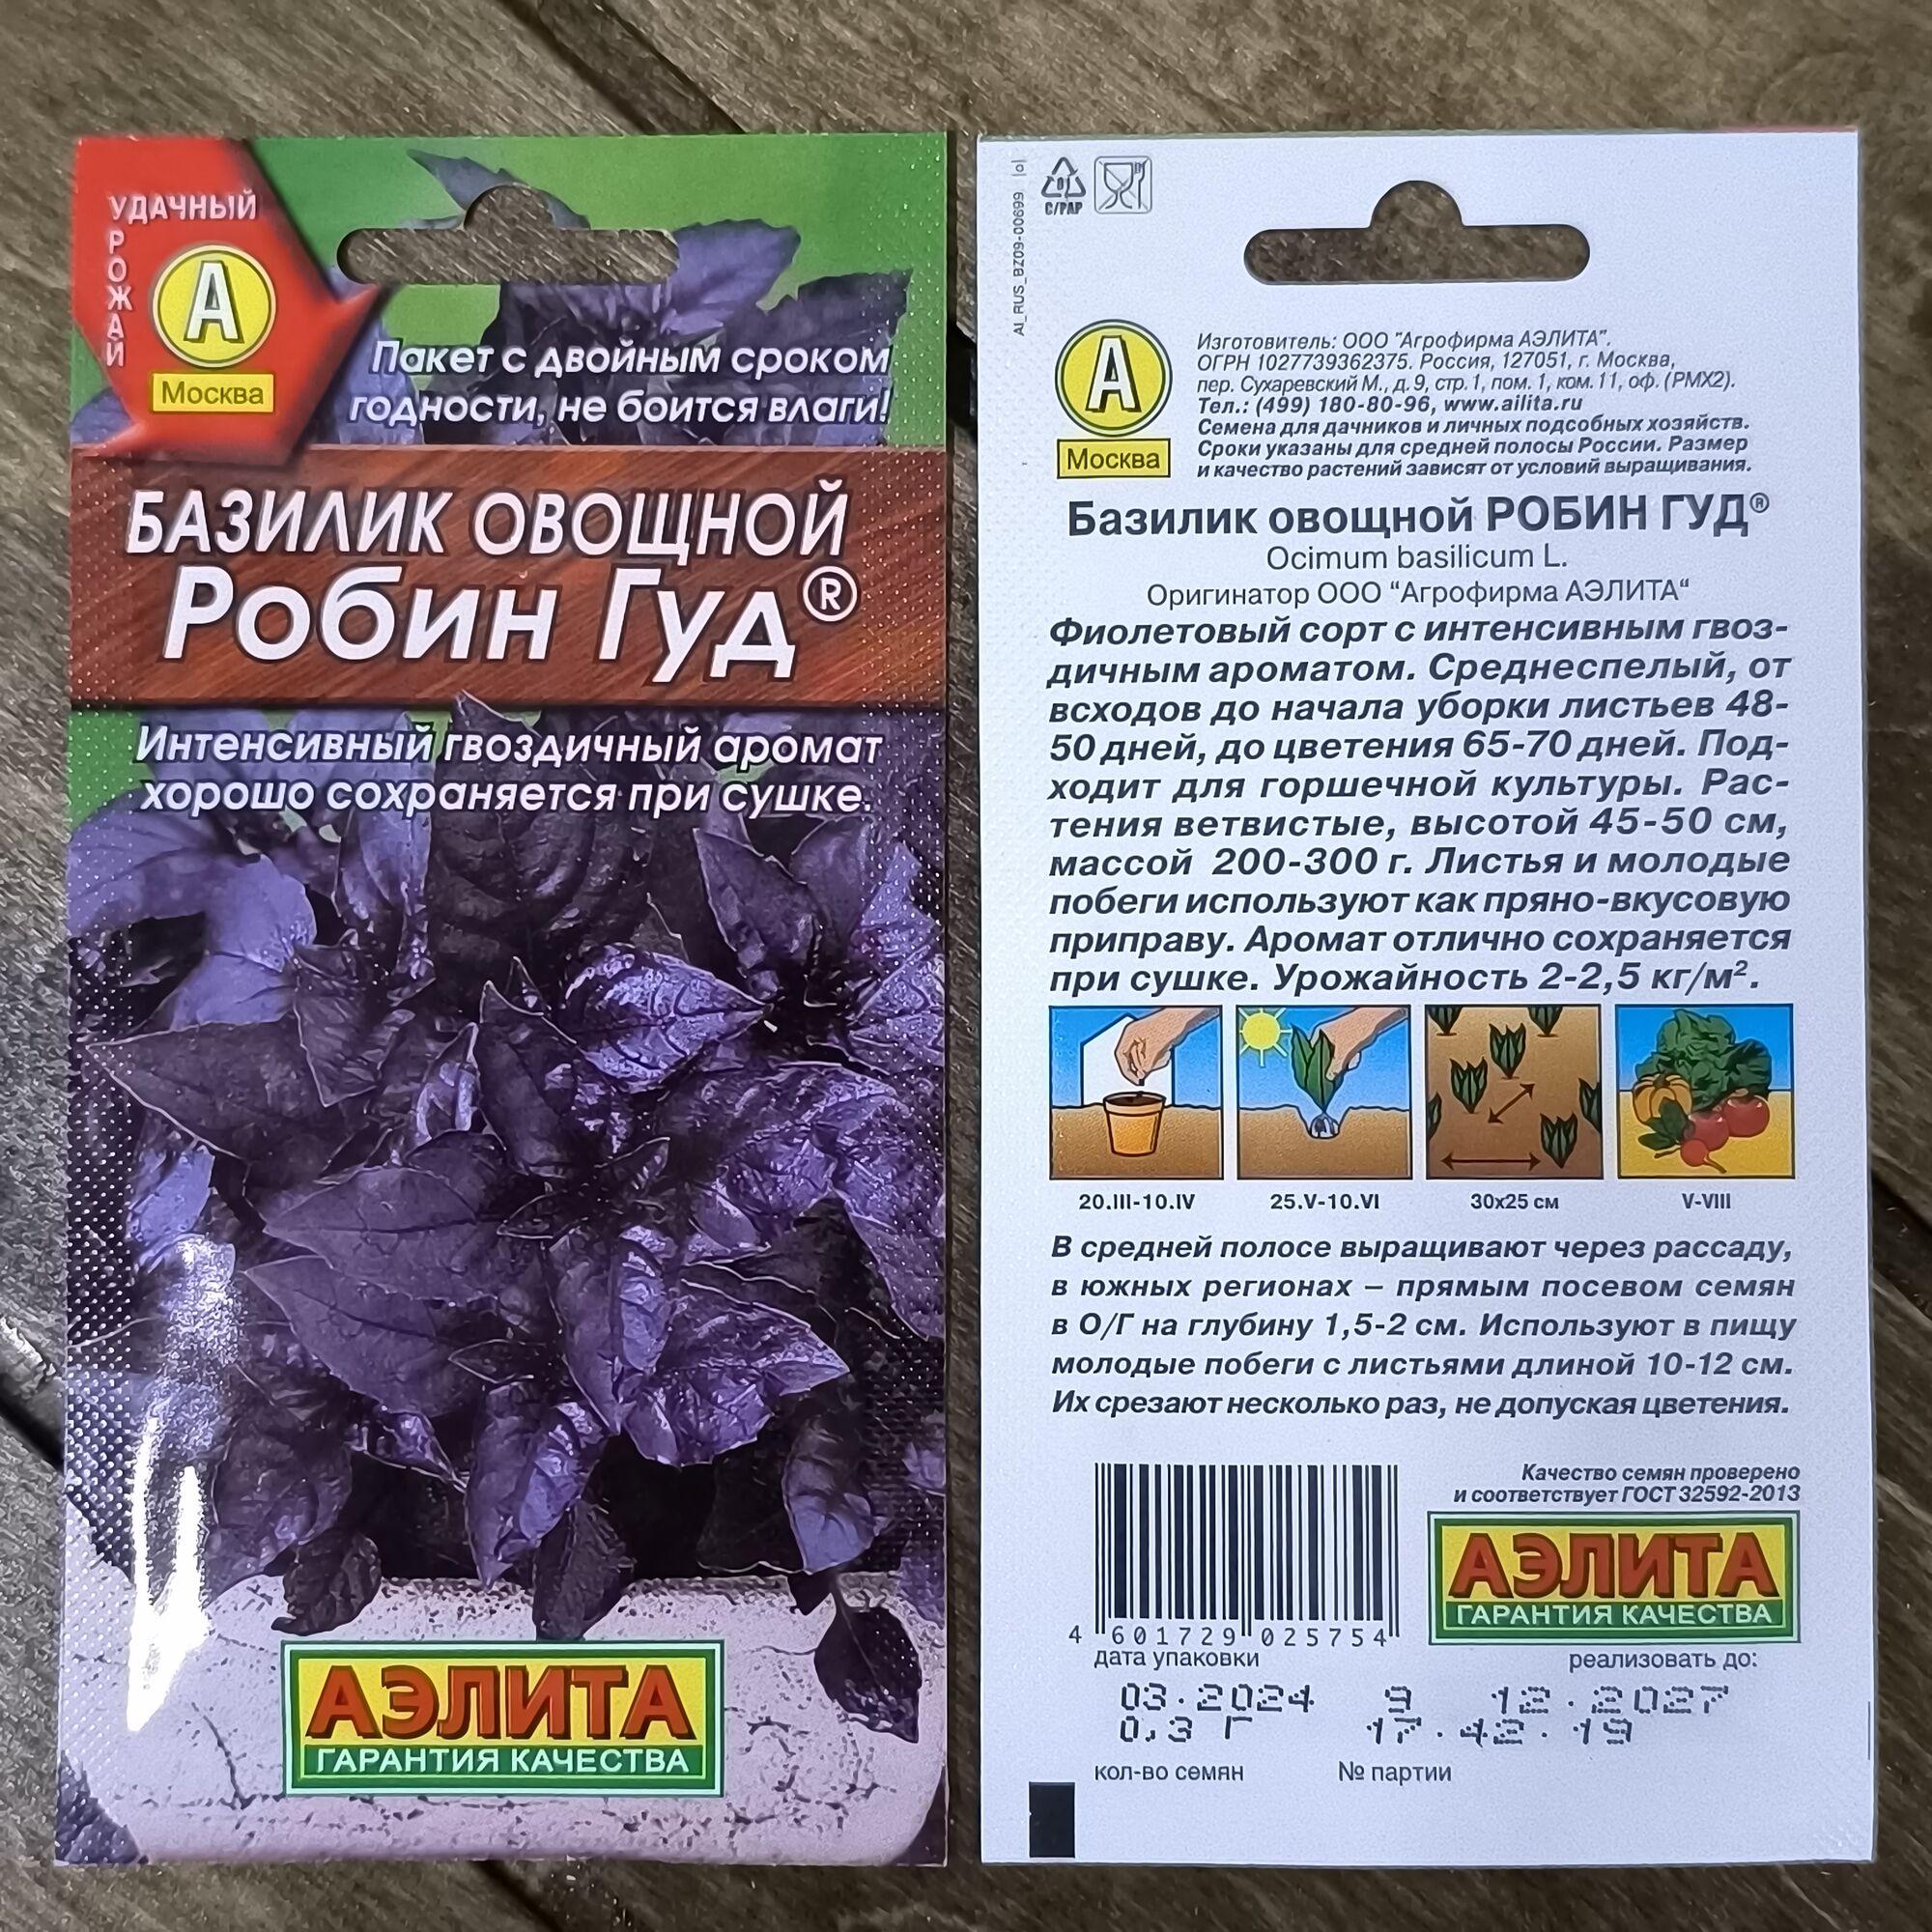 УДАЧНЫЙ
РОЖАЙ
А
Москва
Пакет с двойным сроком
годности, не боится влаги!
БАЗИЛИК ОВОЩНОЙ
Робин Гуд®
Интенсивный гвоздичный аромат
хорошо сохраняется при сушке.
АЭЛИТА
ГАРАНТИЯ КАЧЕСТВА
AI_RUS_BZ09-00699 |o|
C/PAP
А
Москва
Изготовитель: ООО "Агрофирма АЭЛИТА".
ОГРН 1027739362375. Россия, 127051, г. Москва,
пер. Сухаревский М., д. 9, стр. 1, пом. 1, ком. 11, оф. (РМХ2).
Тел.: (499) 180-80-96, www.ailita.ru
Семена для дачников и личных подсобных хозяйств.
Сроки указаны для средней полосы России. Размер
и качество растений зависят от условий выращивания.
Базилик овощной РОБИН ГУД®
Ocimum basilicum L.
Оригинатор ООО “Агрофирма АЭЛИТА“
Фиолетовый сорт с интенсивным гвоз-
дичным ароматом. Среднеспелый, от
всходов до начала уборки листьев 48-
50 дней, до цветения 65-70 дней. Под-
ходит для горшечной культуры. Рас-
тения ветвистые, высотой 45-50 см,
массой 200-300 г. Листья и молодые
побеги используют как пряно-вкусовую
приправу. Аромат отлично сохраняется
при сушке. Урожайность 2-2,5 кг/м².
20.III-10.IV 25.V-10.VI 30x25 см V-VIII
В средней полосе выращивают через рассаду,
в южных регионах – прямым посевом семян
в О/Г на глубину 1,5-2 см. Используют в пищу
молодые побеги с листьями длиной 10-12 см.
Их срезают несколько раз, не допуская цветения.
Качество семян проверено
и соответствует ГОСТ 32592-2013
АЭЛИТА
ГАРАНТИЯ КАЧЕСТВА
4 601729 025754
дата упаковки реализовать до:
03.2024 9 12.2027
0,3 Г 17.42.19
кол-во семян № партии